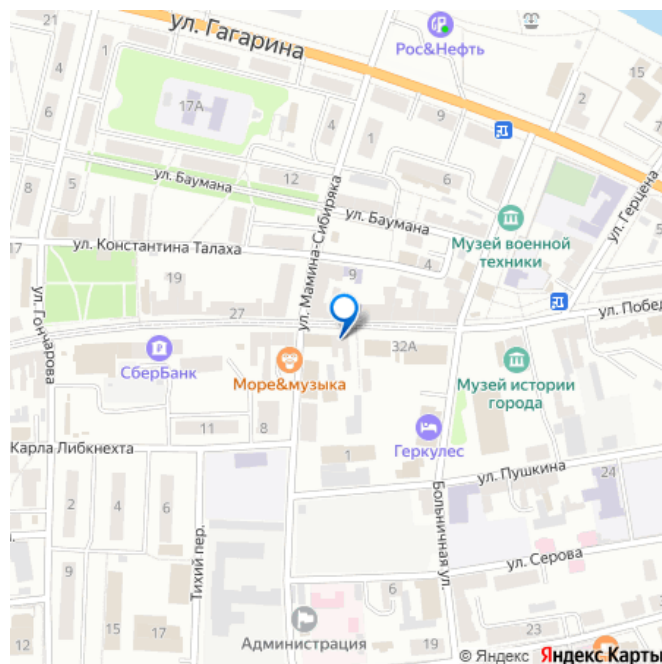 21
ул. Гагарина
Рос&Нефть
4
1
17А
2
15
6
4
9
7
1
12
6
ул. Баумана
8
5
ул. Баумана
ул. Герцена
ул. Мамина-Сибиряка
Музей военной
техники
ул. Константина Талаха
4
19
9
ул. Гончарова
27
ул. Побед
СберБанк
Море&музыка
32А
Музей истории
города
11
8
Геркулес
Карла Либкнехта
1
ул. Пушкина
24
2
4
6
Больничная ул.
Тихий пер.
ул. Серова
9
6
12
15
17
Администрация
19
23
© Яндекс Яндекс Карты